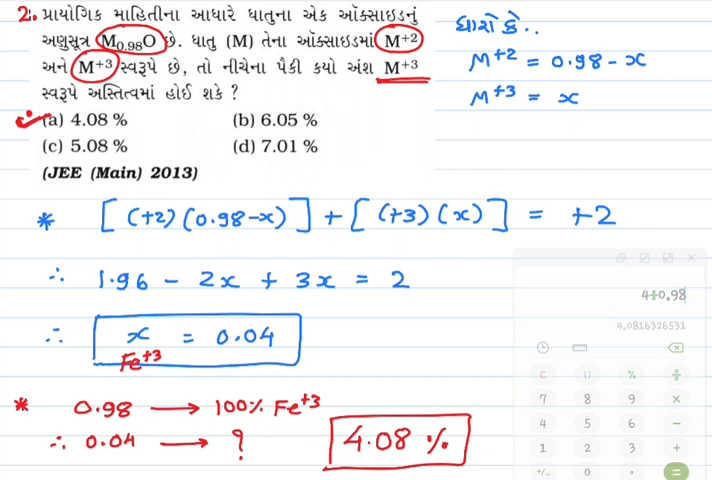 2. પ્રાયોગિક માહિતીના આધારે ધાતુના એક ઑક્સાઇડનું
અણુસૂત્ર M0.98O છે. ધાતુ (M) તેના ઑક્સાઇડમાં M+2
અને M+3 સ્વરૂપે છે, તો નીચેના પૈકી કયો અંશ M+3
સ્વરૂપે અસ્તિત્વમાં હોઈ શકે ?
(a) 4.08 % (b) 6.05 %
(c) 5.08 % (d) 7.01 %
(JEE (Main) 2013)
ધારો કે..
M+2 = 0.98 - x
M+3 = x
* [(+2) (0.98-x)] + [(+3) (x)] = +2
∴ 1.96 - 2x + 3x = 2
∴ x = 0.04
Fe+3
* 0.98 → 100% Fe+3
∴ 0.04 → ?
4.08 %
4÷0.98
4.0816326531
C () % ÷
7 8 9 ×
4 5 6 −
1 2 3 +
+/− 0 . =